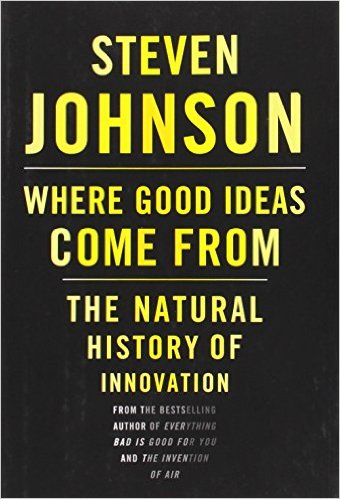 STEVEN
JOHNSON
WHERE GOOD IDEAS
COME FROM
THE NATURAL
HISTORY OF
INNOVATION
FROM THE BESTSELLING
AUTHOR OF EVERYTHING
BAD IS GOOD FOR YOU
AND THE INVENTION
OF AIR